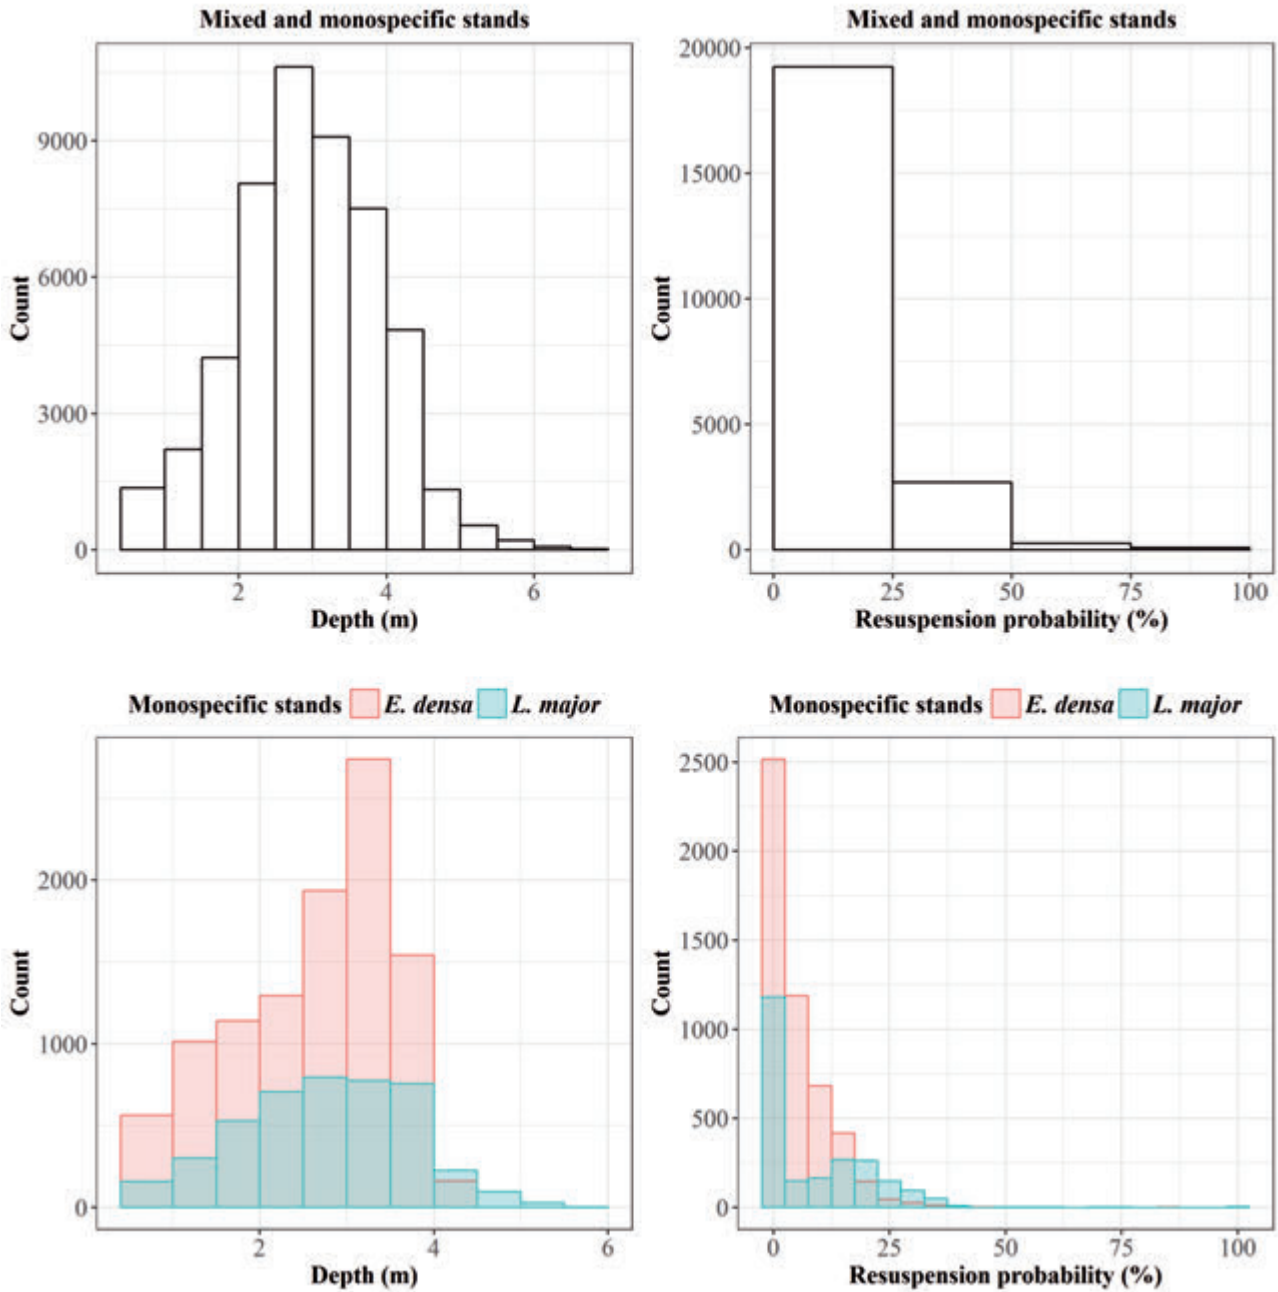 Mixed and monospecific stands
Count
9000
6000
3000
0
2
4
6
Depth (m)
Mixed and monospecific stands
Count
20000
15000
10000
5000
0
0
25
50
75
100
Resuspension probability (%)
Monospecific stands E. densa L. major
Count
2000
1000
0
2
4
6
Depth (m)
Monospecific stands E. densa L. major
Count
2500
2000
1500
1000
500
0
0
25
50
75
100
Resuspension probability (%)